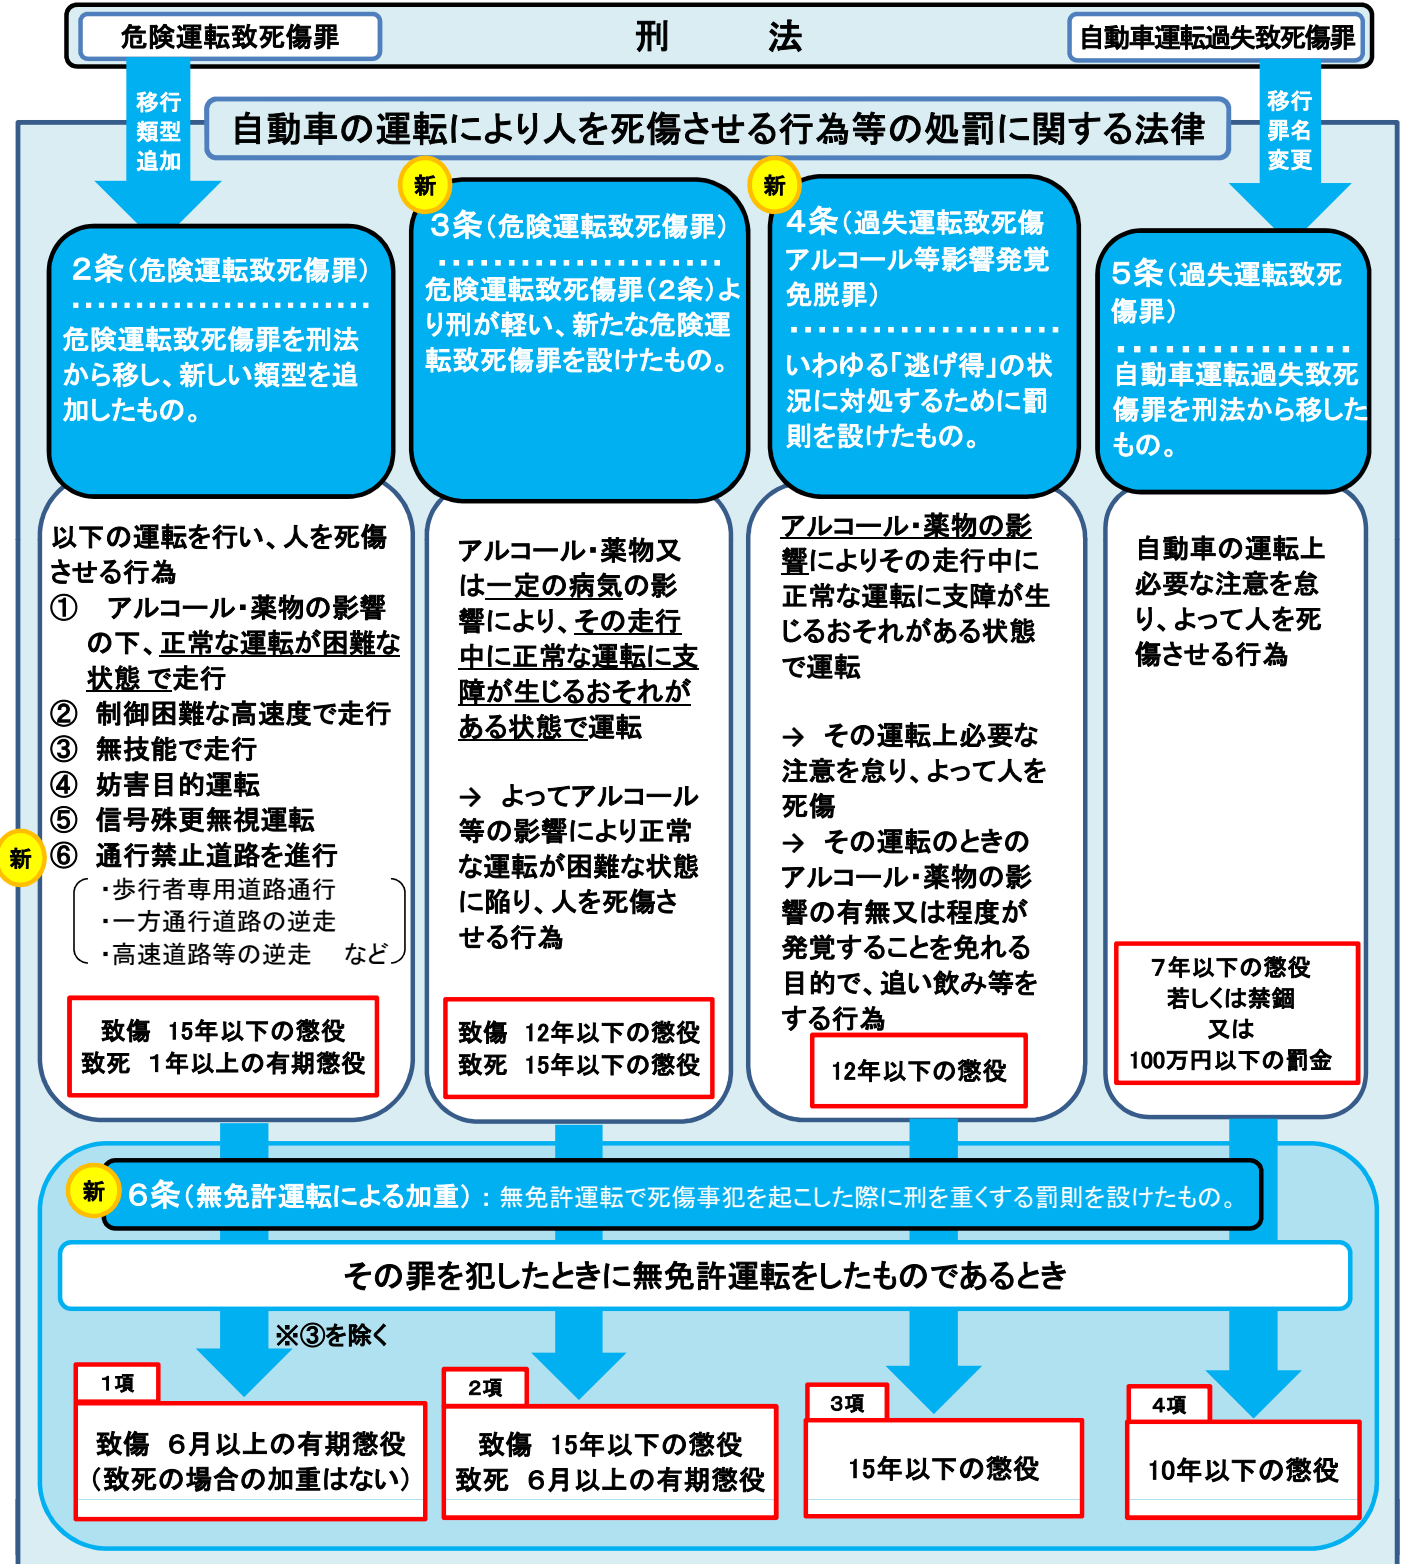 危険運転致死傷罪
刑　　法
自動車運転過失致死傷罪
移行
類型
追加
移行
罪名
変更
自動車の運転により人を死傷させる行為等の処罰に関する法律
２条（危険運転致死傷罪）
危険運転致死傷罪を刑法
から移し、新しい類型を追
加したもの。
新
３条（危険運転致死傷罪）
危険運転致死傷罪（２条）よ
り刑が軽い、新たな危険運
転致死傷罪を設けたもの。
新
４条（過失運転致死傷
アルコール等影響発覚
免脱罪）
いわゆる「逃げ得」の状
況に対処するために罰
則を設けたもの。
５条（過失運転致死
傷罪）
自動車運転過失致死
傷罪を刑法から移した
もの。
以下の運転を行い、人を死傷
させる行為
①　アルコール・薬物の影響
の下、正常な運転が困難な
状態 で走行
②　制御困難な高速度で走行
③　無技能で走行
④　妨害目的運転
⑤　信号殊更無視運転
新
⑥　通行禁止道路を進行
・歩行者専用道路通行
・一方通行道路の逆走
・高速道路等の逆走　など
致傷　15年以下の懲役
致死　１年以上の有期懲役
アルコール・薬物又
は一定の病気の影
響により、その走行
中に正常な運転に支
障が生じるおそれが
ある状態で運転
→　よってアルコール
等の影響により正常
な運転が困難な状態
に陥り、人を死傷さ
せる行為
致傷　12年以下の懲役
致死　15年以下の懲役
アルコール・薬物の影
響によりその走行中に
正常な運転に支障が生
じるおそれがある状態
で運転
→　その運転上必要な
注意を怠り、よって人を
死傷
→　その運転のときの
アルコール・薬物の影
響の有無又は程度が
発覚することを免れる
目的で、追い飲み等を
する行為
12年以下の懲役
自動車の運転上
必要な注意を怠
り、よって人を死
傷させる行為
７年以下の懲役
若しくは禁錮
又は
100万円以下の罰金
新
６条（無免許運転による加重）：無免許運転で死傷事犯を起こした際に刑を重くする罰則を設けたもの。
その罪を犯したときに無免許運転をしたものであるとき
※③を除く
１項
致傷　６月以上の有期懲役
（致死の場合の加重はない）
２項
致傷　15年以下の懲役
致死　６月以上の有期懲役
３項
15年以下の懲役
４項
10年以下の懲役